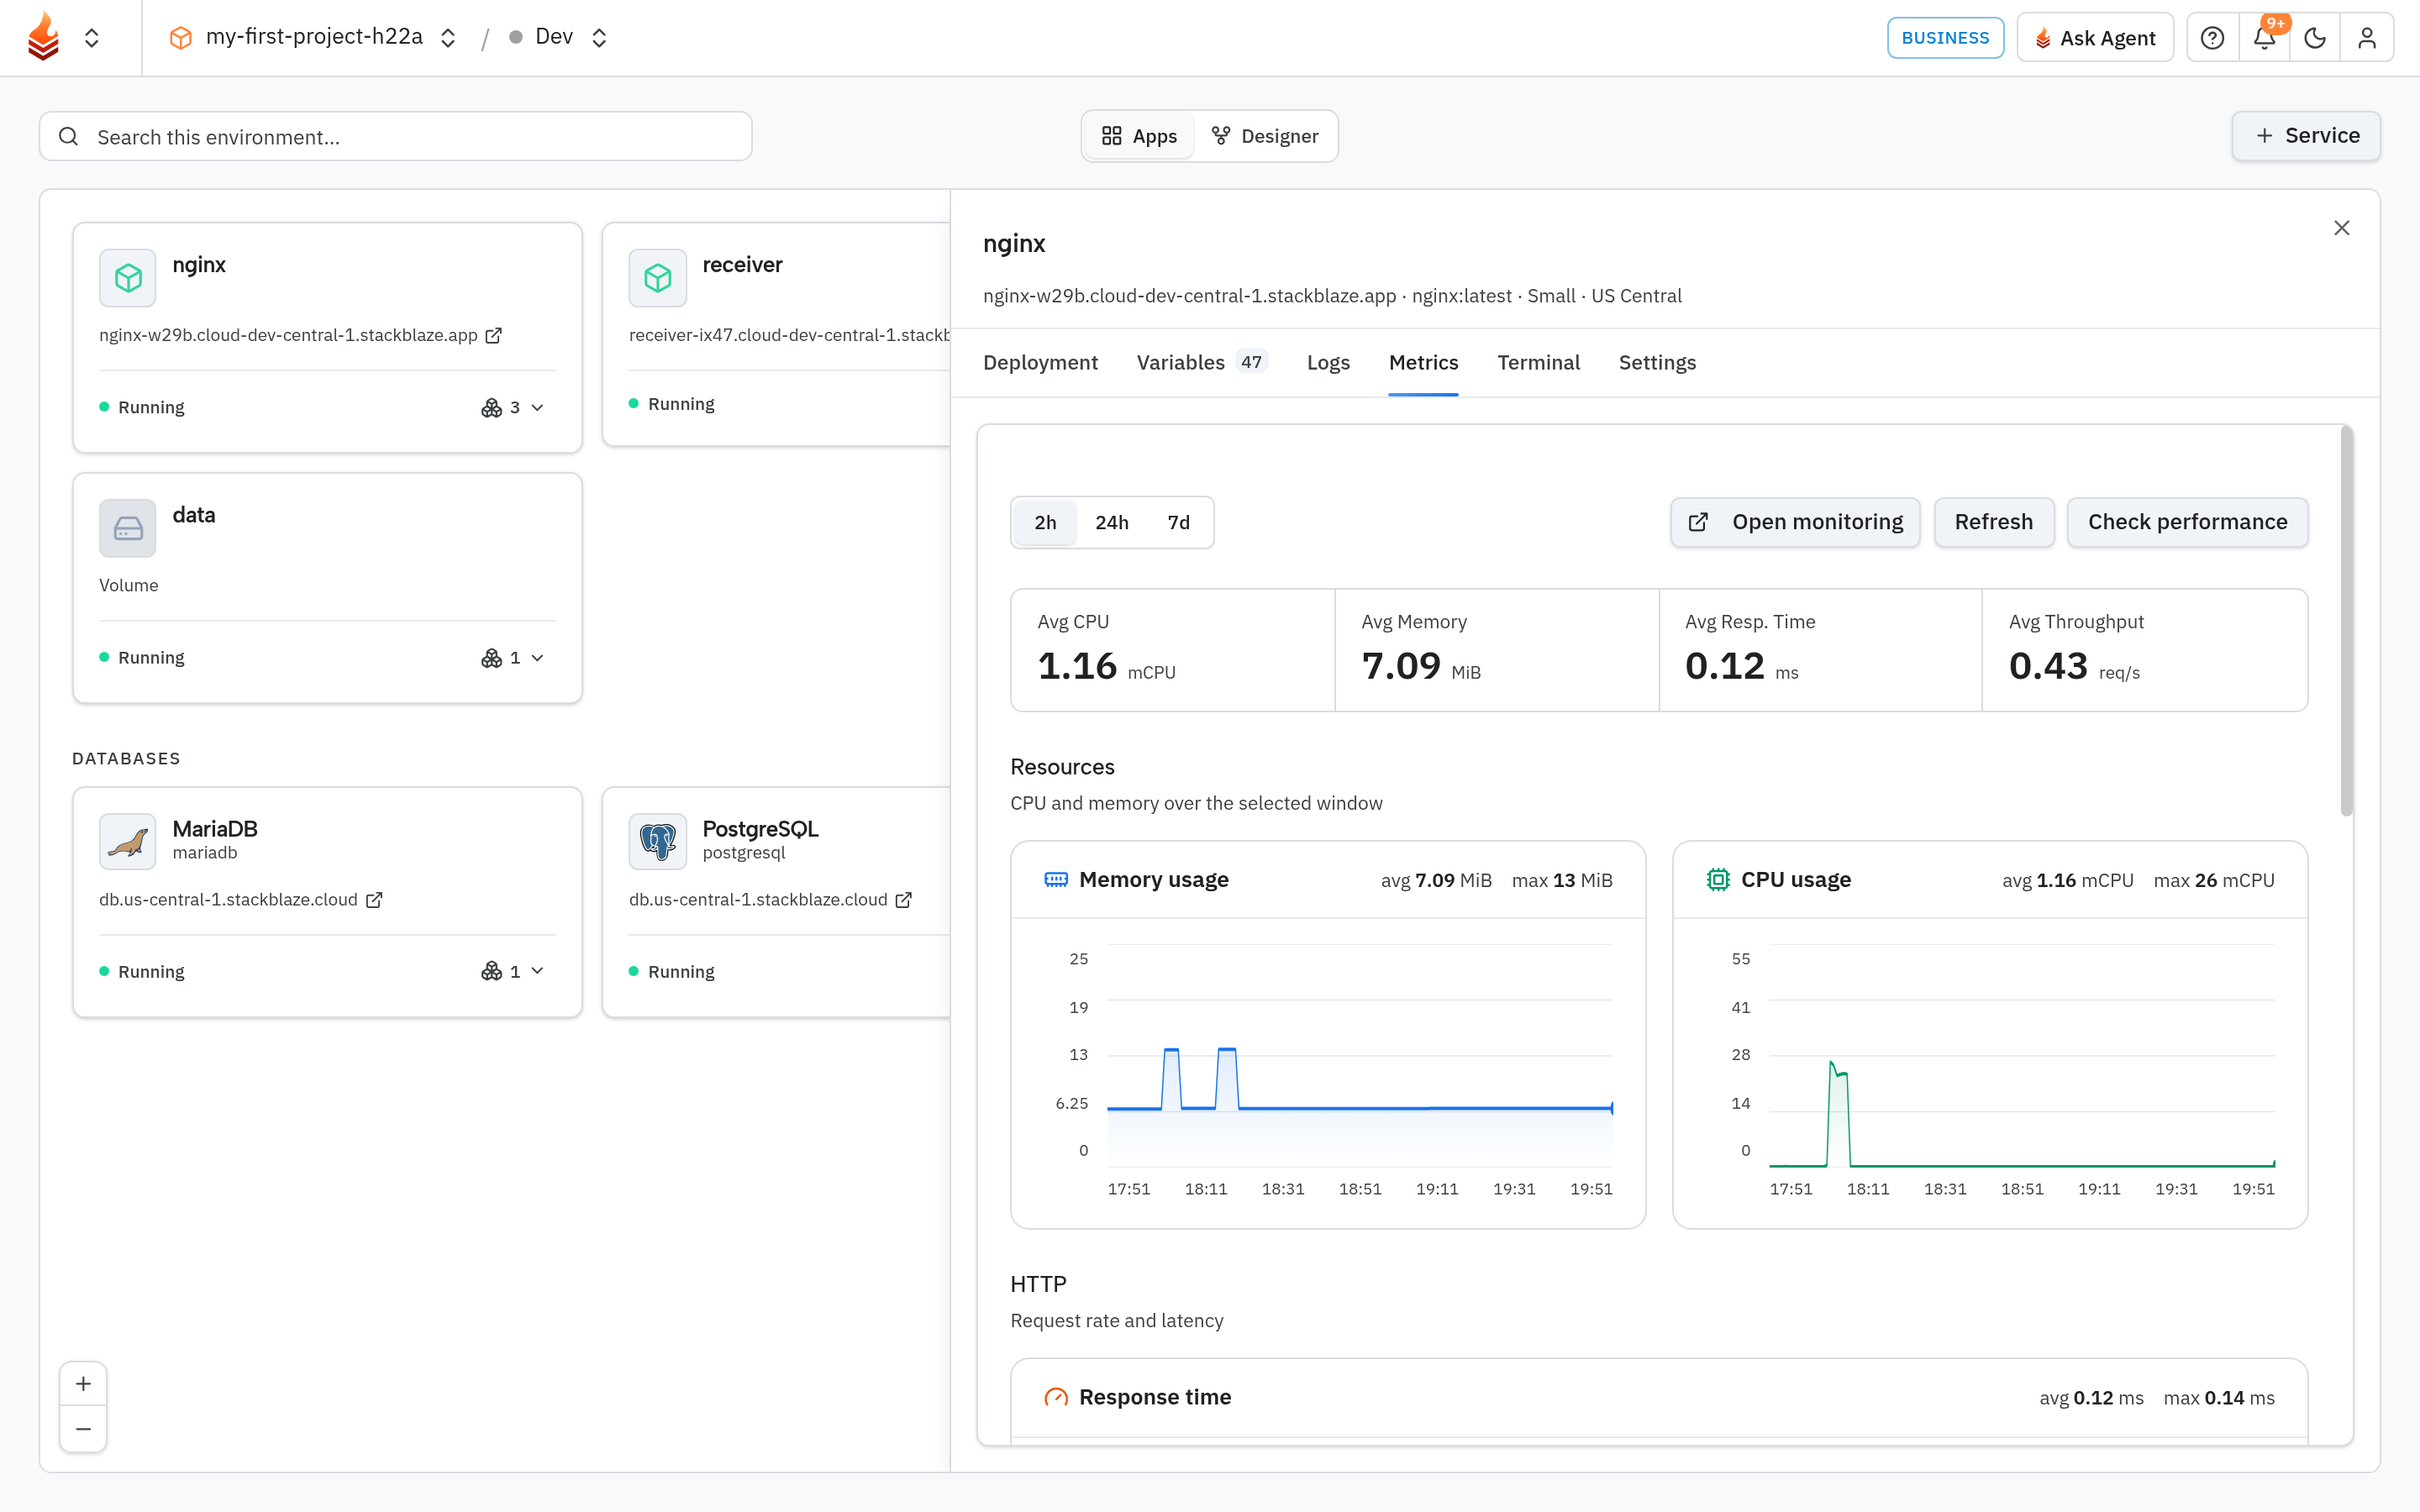 my-first-project-h22a / Dev
BUSINESS
Ask Agent
9+
Search this environment...
Apps
Designer
+ Service
nginx
nginx-w29b.cloud-dev-central-1.stackblaze.app
Running
3
receiver
receiver-ix47.cloud-dev-central-1.stackb
Running
data
Volume
Running
1
DATABASES
MariaDB
mariadb
db.us-central-1.stackblaze.cloud
Running
1
PostgreSQL
postgresql
db.us-central-1.stackblaze.cloud
Running
nginx
nginx-w29b.cloud-dev-central-1.stackblaze.app · nginx:latest · Small · US Central
Deployment
Variables 47
Logs
Metrics
Terminal
Settings
2h
24h
7d
Open monitoring
Refresh
Check performance
Avg CPU
1.16 mCPU
Avg Memory
7.09 MiB
Avg Resp. Time
0.12 ms
Avg Throughput
0.43 req/s
Resources
CPU and memory over the selected window
Memory usage
avg 7.09 MiB max 13 MiB
25
19
13
6.25
0
17:51 18:11 18:31 18:51 19:11 19:31 19:51
CPU usage
avg 1.16 mCPU max 26 mCPU
55
41
28
14
0
17:51 18:11 18:31 18:51 19:11 19:31 19:51
HTTP
Request rate and latency
Response time
avg 0.12 ms max 0.14 ms